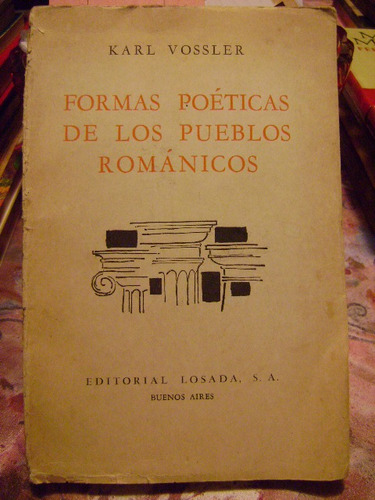 KARL VOSSLER
FORMAS POÉTICAS
DE LOS PUEBLOS
ROMÁNICOS
EDITORIAL LOSADA, S. A.
BUENOS AIRES